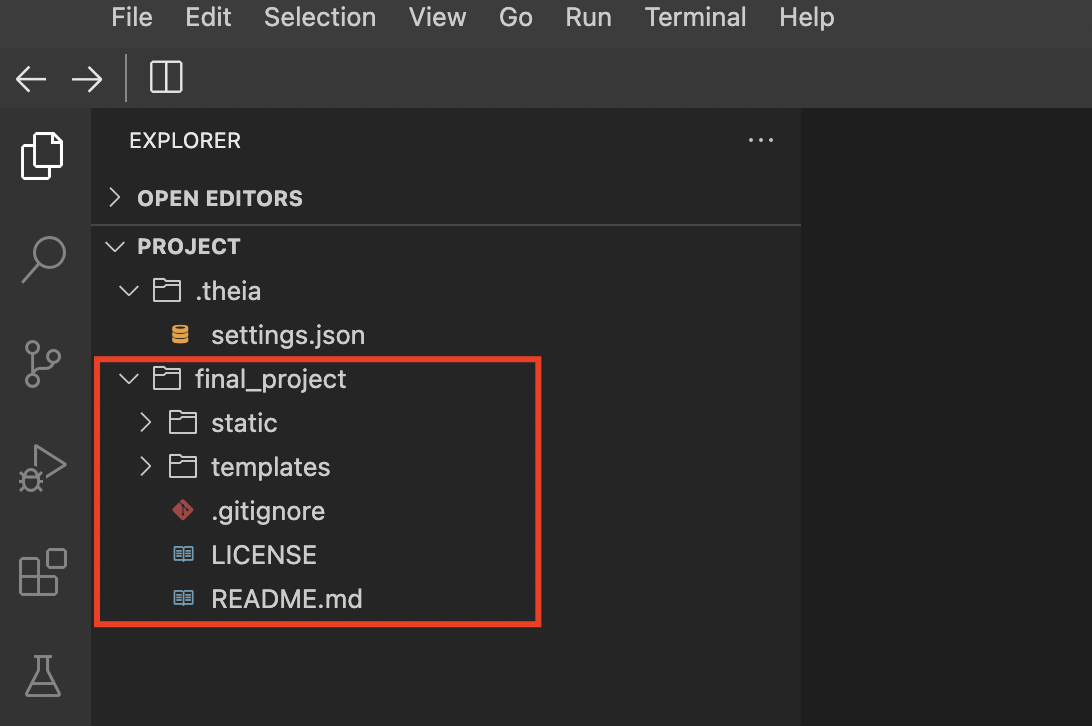 File Edit Selection View Go Run Terminal Help
EXPLORER
OPEN EDITORS
PROJECT
.theia
settings.json
final_project
static
templates
.gitignore
LICENSE
README.md